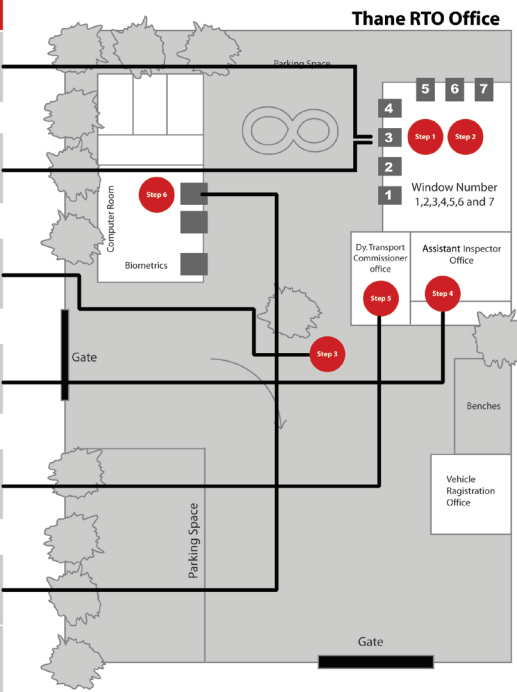 Thane RTO Office
Parking Space
5 6 7
4
3
2
1
Step 1
Step 2
Window Number
1,2,3,4,5,6 and 7
Step 6
Computer Room
Biometrics
Dy. Transport
Commissioner
office
Assistant Inspector
Office
Step 5
Step 4
Step 3
Gate
Benches
Vehicle
Ragistration
Office
Parking Space
Gate